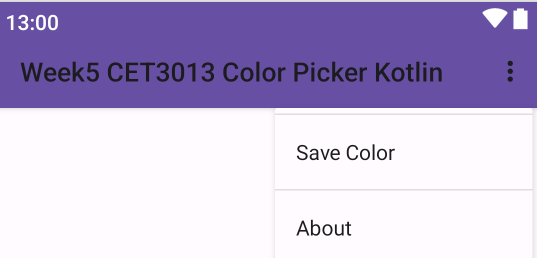 13:00
Week5 CET3013 Color Picker Kotlin
Save Color
About